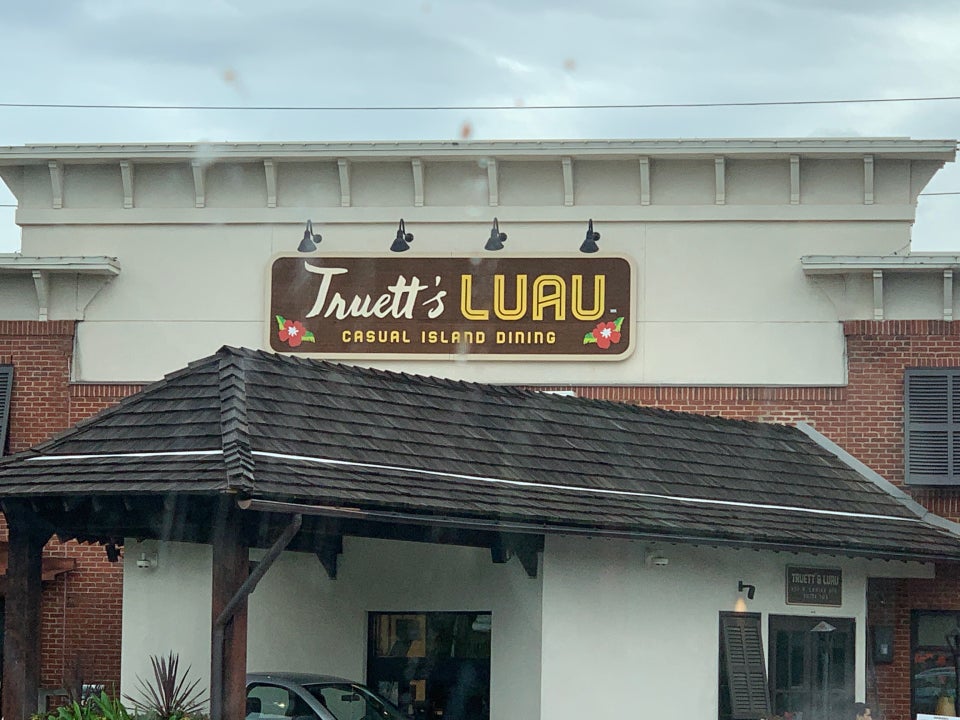 Truett's LUAU
CASUAL ISLAND DINING
TRUETT'S LUAU